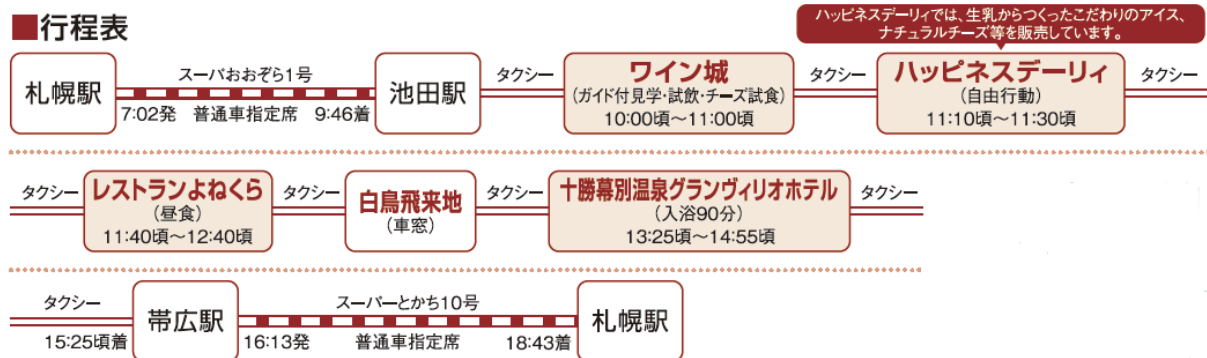 ■行程表
ハッピネスデーリィでは、生乳からつくったこだわりのアイス、
ナチュラルチーズ等を販売しています。
札幌駅
スーパおおぞら1号
7:02発 普通車指定席 9:46着
池田駅
タクシー
ワイン城
(ガイド付見学・試飲・チーズ試食)
10:00頃~11:00頃
タクシー
ハッピネスデーリィ
(自由行動)
11:10頃~11:30頃
タクシー
タクシー
レストランよねくら
(昼食)
11:40頃~12:40頃
タクシー
白鳥飛来地
(車窓)
タクシー
十勝幕別温泉グランヴィリオホテル
(入浴90分)
13:25頃~14:55頃
タクシー
タクシー
15:25頃着
帯広駅
スーパーとかち10号
16:13発 普通車指定席 18:43着
札幌駅